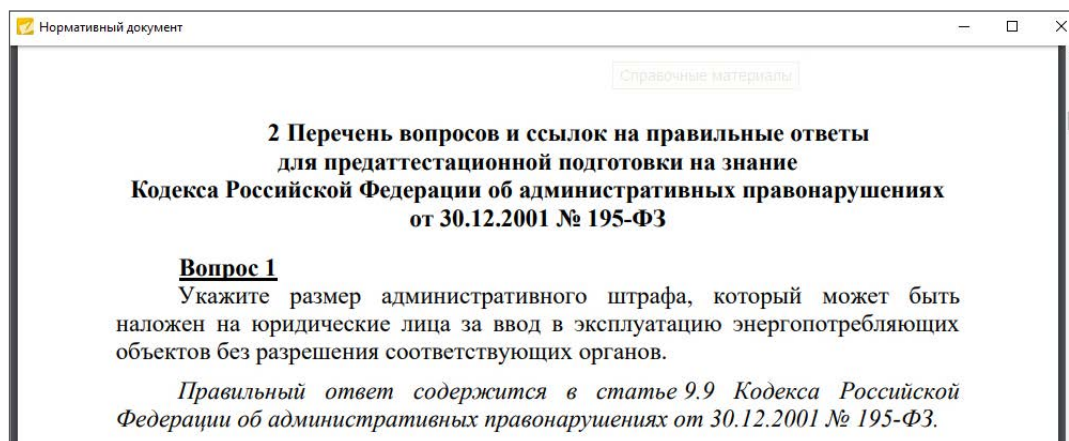 Нормативный документ
Справочные материалы
2 Перечень вопросов и ссылок на правильные ответы
для предаттестационной подготовки на знание
Кодекса Российской Федерации об административных правонарушениях
от 30.12.2001 № 195-ФЗ
Вопрос 1
Укажите размер административного штрафа, который может быть
наложен на юридические лица за ввод в эксплуатацию энергопотребляющих
объектов без разрешения соответствующих органов.
Правильный ответ содержится в статье 9.9 Кодекса Российской
Федерации об административных правонарушениях от 30.12.2001 № 195-ФЗ.